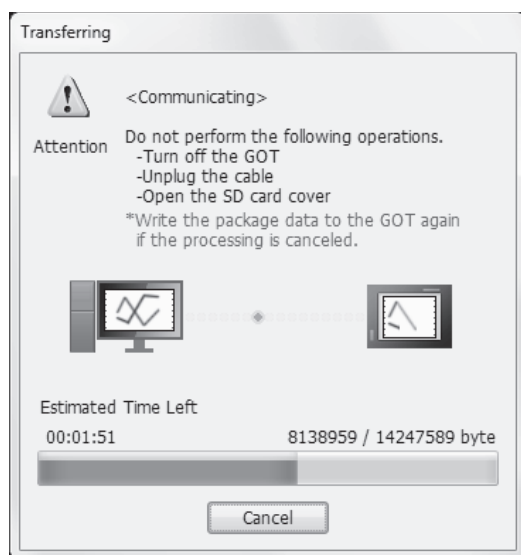 Transferring
<Communicating>
Attention
Do not perform the following operations.
-Turn off the GOT
-Unplug the cable
-Open the SD card cover
*Write the package data to the GOT again
if the processing is canceled.
Estimated Time Left
00:01:51 8138959 / 14247589 byte
Cancel